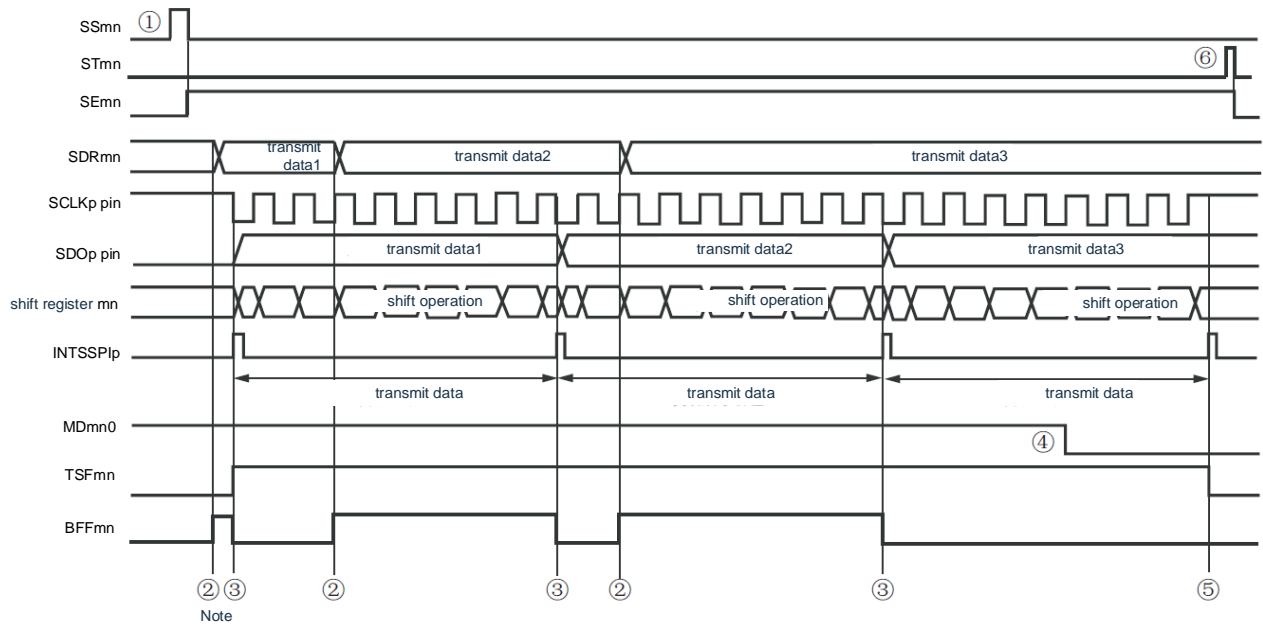 SSmn ①
STmn ⑥
SEmn
SDRmn transmit data1 transmit data2 transmit data3
SCLKp pin
SDOp pin transmit data1 transmit data2 transmit data3
shift register mn shift operation shift operation shift operation
INTSSPIp
transmit data transmit data transmit data
MDmn0 ④
TSFmn
BFFmn
② ③ ② ③ ② ③ ⑤
Note